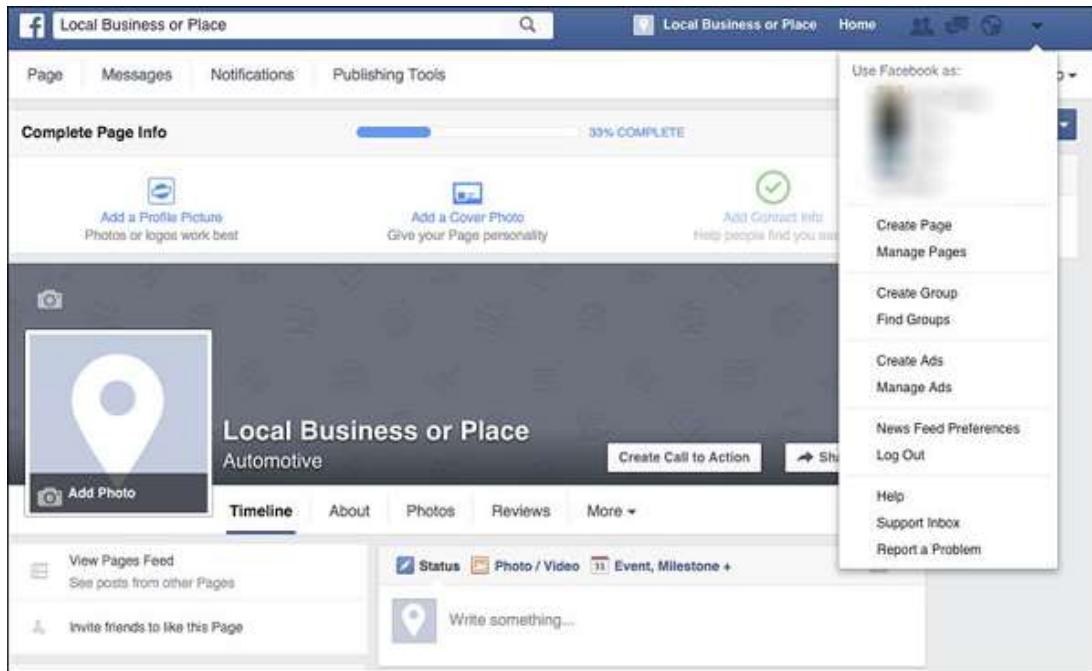 f
Local Business or Place
Local Business or Place Home
Page Messages Notifications Publishing Tools
Use Facebook as:
Complete Page Info 33% COMPLETE
Add a Profile Picture
Photos or logos work best
Add a Cover Photo
Give your Page personality
Add Contact Info
Help people find you
Create Page
Manage Pages
Create Group
Find Groups
Create Ads
Manage Ads
News Feed Preferences
Log Out
Help
Support Inbox
Report a Problem
Local Business or Place
Automotive
Create Call to Action
Add Photo
Timeline About Photos Reviews More
View Pages Feed
See posts from other Pages
Invite friends to like this Page
Status Photo / Video 31 Event, Milestone +
Write something...